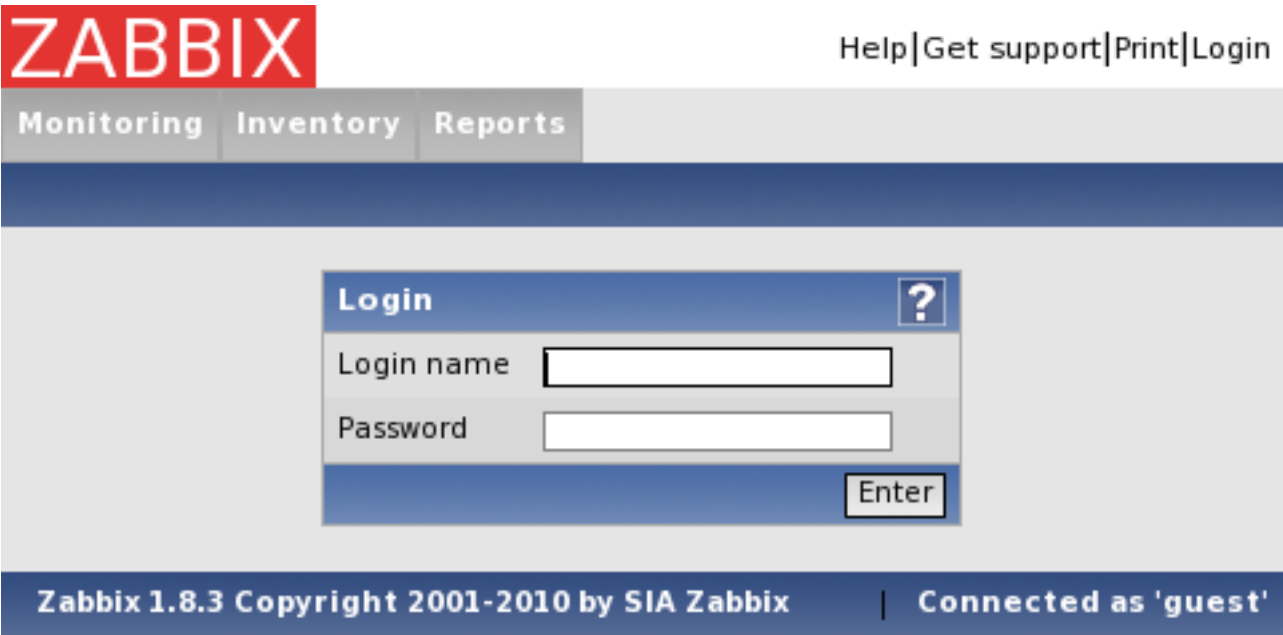 ZABBIX
Help|Get support|Print|Login
Monitoring Inventory Reports
Login ?
Login name
Password
Enter
Zabbix 1.8.3 Copyright 2001-2010 by SIA Zabbix | Connected as 'guest'